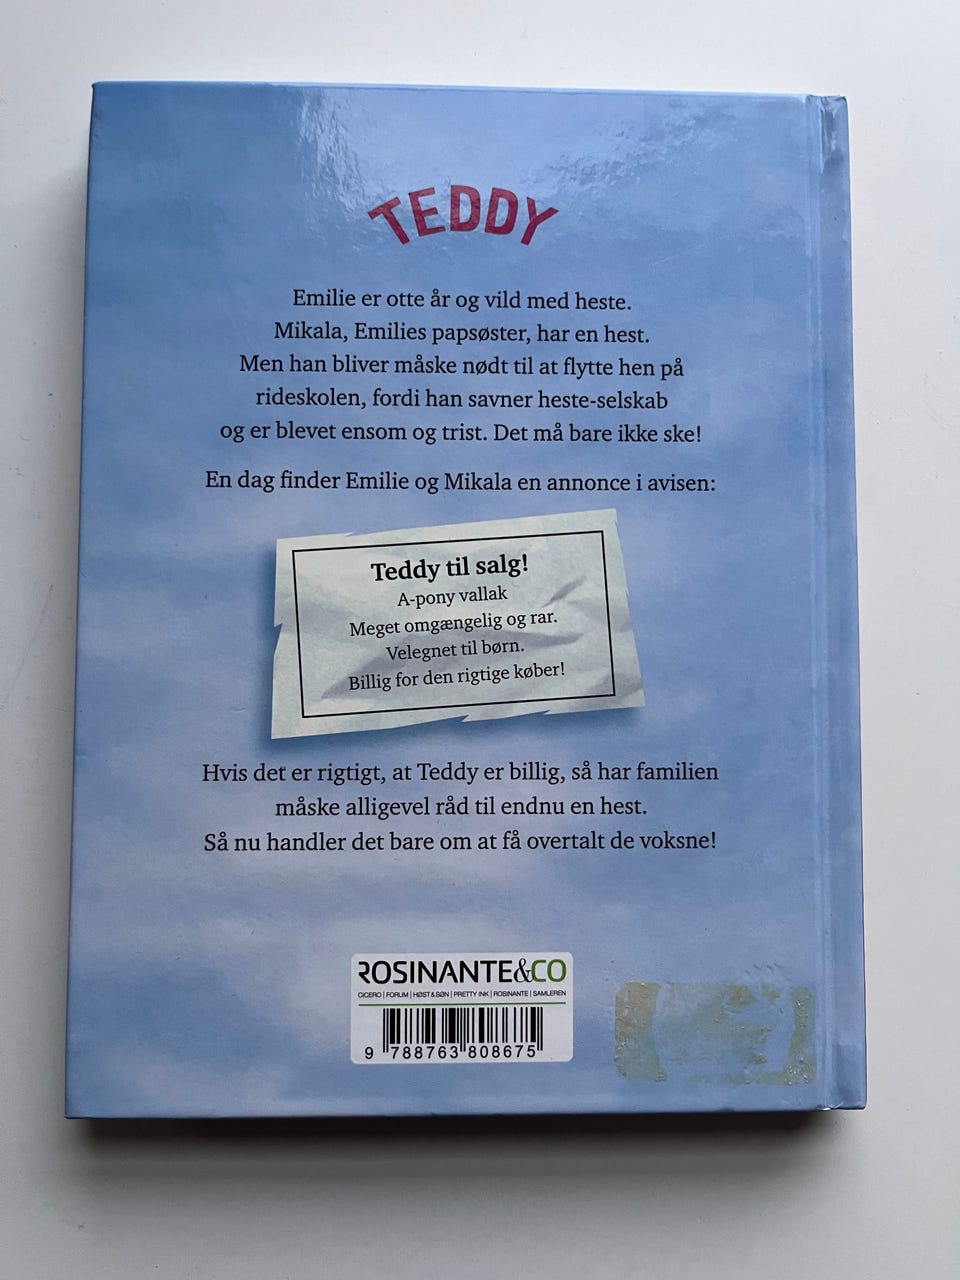 TEDDY
Emilie er otte år og vild med heste.
Mikala, Emilies papsøster, har en hest.
Men han bliver måske nødt til at flytte hen på
rideskolen, fordi han savner heste-selskab
og er blevet ensom og trist. Det må bare ikke ske!
En dag finder Emilie og Mikala en annonce i avisen:
Teddy til salg!
A-pony vallak
Meget omgængelig og rar.
Velegnet til børn.
Billig for den rigtige køber!
Hvis det er rigtigt, at Teddy er billig, så har familien
måske alligevel råd til endnu en hest.
Så nu handler det bare om at få overtalt de voksne!
ROSINANTE&CO
CICERO | FORUM | HØST & SØN | PRETTY INK | ROSINANTE | SAMLEREN
9 788763 808675